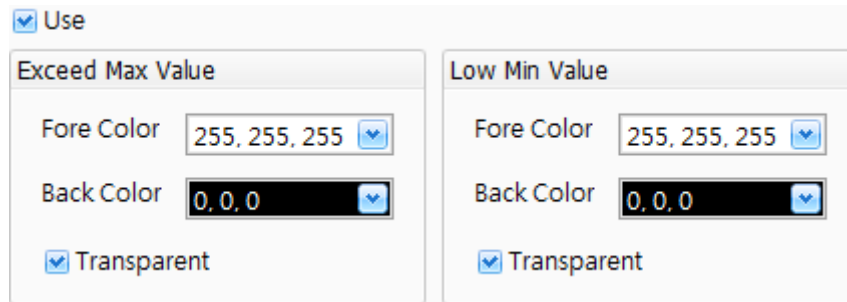 Use
Exceed Max Value
Fore Color 255, 255, 255
Back Color 0, 0, 0
Transparent
Low Min Value
Fore Color 255, 255, 255
Back Color 0, 0, 0
Transparent